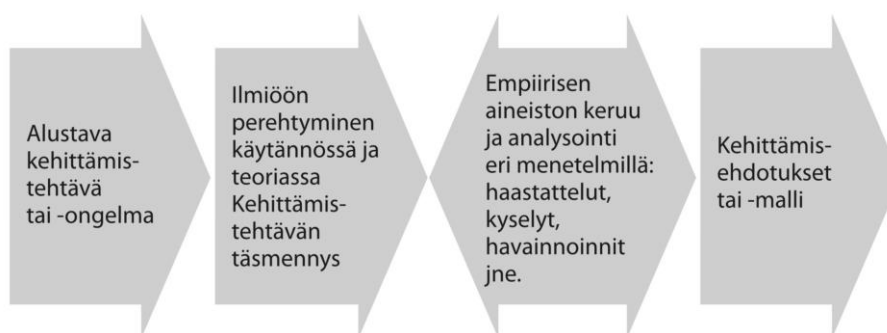 Alustava
kehittämis-
tehtävä
tai -ongelma
Ilmiöön
perehtyminen
käytännössä ja
teoriassa
Kehittämis-
tehtävän
täsmennys
Empiirisen
aineiston keruu
ja analysointi
eri menetelmillä:
haastattelut,
kyselyt,
havainnoinnit
jne.
Kehittämis-
ehdotukset
tai -malli